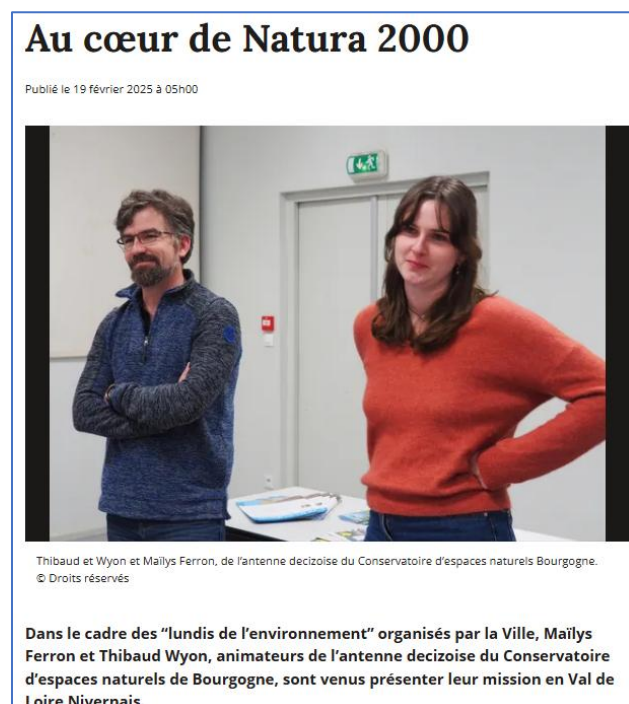 Au cœur de Natura 2000
Publié le 19 février 2025 à 05h00
Thibaud et Wyon et Maïlys Ferron, de l’antenne decizoise du Conservatoire d’espaces naturels Bourgogne.
© Droits réservés
Dans le cadre des “lundis de l’environnement” organisés par la Ville, Maïlys
Ferron et Thibaud Wyon, animateurs de l’antenne decizoise du Conservatoire
d’espaces naturels de Bourgogne, sont venus présenter leur mission en Val de
Loire Nivernais